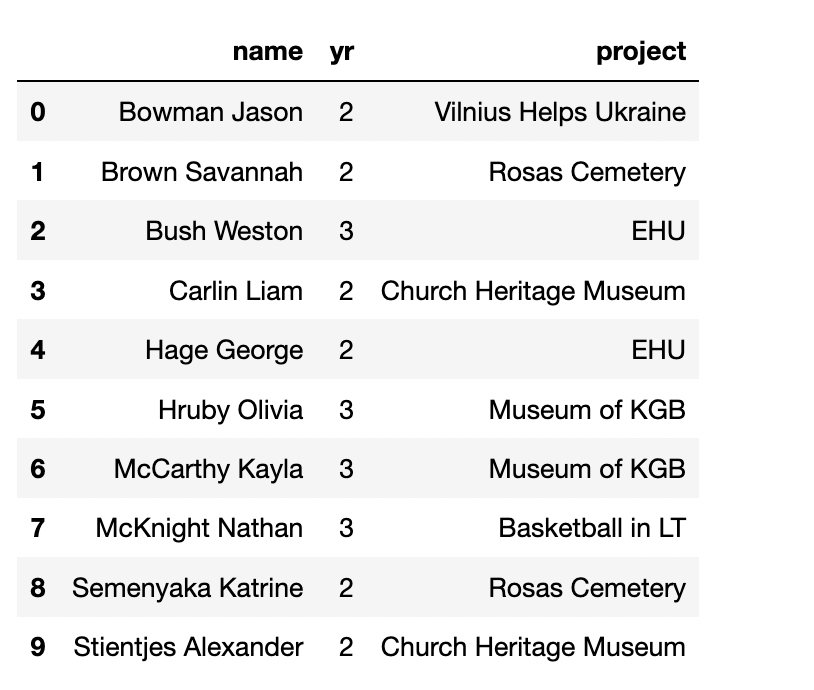 name yr project
0 Bowman Jason 2 Vilnius Helps Ukraine
1 Brown Savannah 2 Rosas Cemetery
2 Bush Weston 3 EHU
3 Carlin Liam 2 Church Heritage Museum
4 Hage George 2 EHU
5 Hruby Olivia 3 Museum of KGB
6 McCarthy Kayla 3 Museum of KGB
7 McKnight Nathan 3 Basketball in LT
8 Semenyaka Katrine 2 Rosas Cemetery
9 Stientjes Alexander 2 Church Heritage Museum